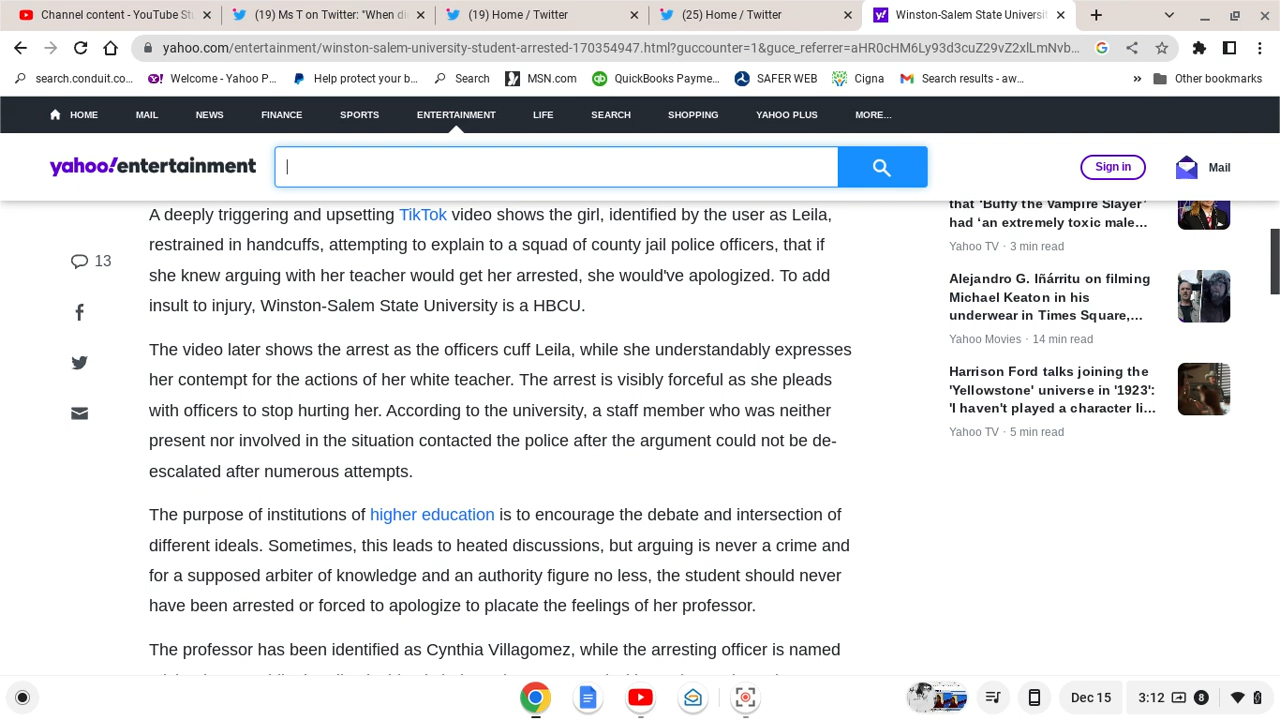 Channel content - YouTube St
(19) Ms T on Twitter: "When di
(19) Home / Twitter
(25) Home / Twitter
Winston-Salem State Universit
yahoo.com/entertainment/winston-salem-university-student-arrested-170354947.html?guccounter=1&guce_referrer=aHR0cHM6Ly93d3cuZ29vZ2xlLmNvb...
search.conduit.co...
Welcome - Yahoo P...
Help protect your b...
Search
MSN.com
QuickBooks Payme...
SAFER WEB
Cigna
Search results - aw...
»
Other bookmarks
HOME MAIL NEWS FINANCE SPORTS ENTERTAINMENT LIFE SEARCH SHOPPING YAHOO PLUS MORE...
yahoo!entertainment
Sign in
Mail
A deeply triggering and upsetting TikTok video shows the girl, identified by the user as Leila,
restrained in handcuffs, attempting to explain to a squad of county jail police officers, that if
she knew arguing with her teacher would get her arrested, she would've apologized. To add
insult to injury, Winston-Salem State University is a HBCU.
13
The video later shows the arrest as the officers cuff Leila, while she understandably expresses
her contempt for the actions of her white teacher. The arrest is visibly forceful as she pleads
with officers to stop hurting her. According to the university, a staff member who was neither
present nor involved in the situation contacted the police after the argument could not be de-
escalated after numerous attempts.
The purpose of institutions of higher education is to encourage the debate and intersection of
different ideals. Sometimes, this leads to heated discussions, but arguing is never a crime and
for a supposed arbiter of knowledge and an authority figure no less, the student should never
have been arrested or forced to apologize to placate the feelings of her professor.
The professor has been identified as Cynthia Villagomez, while the arresting officer is named
that 'Buffy the Vampire Slayer'
had 'an extremely toxic male...
Yahoo TV · 3 min read
Alejandro G. Iñárritu on filming
Michael Keaton in his
underwear in Times Square,...
Yahoo Movies · 14 min read
Harrison Ford talks joining the
'Yellowstone' universe in '1923':
'I haven't played a character li...
Yahoo TV · 5 min read
Dec 15
3:12
8